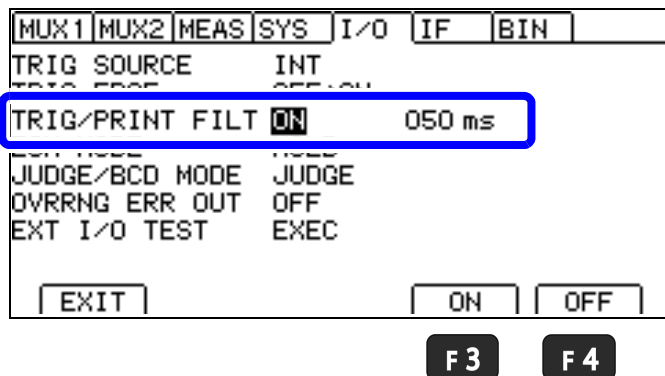 MUX1 MUX2 MEAS SYS I/O IF BIN
TRIG SOURCE INT
TRIG/PRINT FILT ON 050 ms
JUDGE/BCD MODE JUDGE
OVRRNG ERR OUT OFF
EXT I/O TEST EXEC
EXIT ON OFF
F3 F4